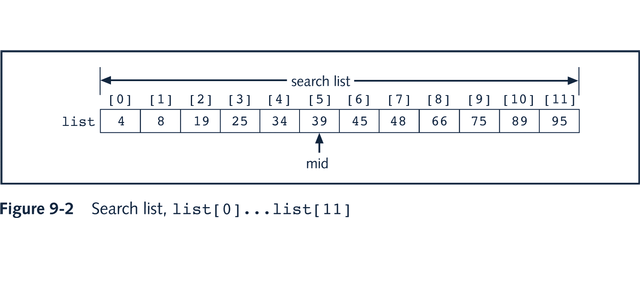 search list
[0] [1] [2] [3] [4] [5] [6] [7] [8] [9] [10] [11]
list 4 8 19 25 34 39 45 48 66 75 89 95
mid
Figure 9-2 Search list, list[0]...list[11]